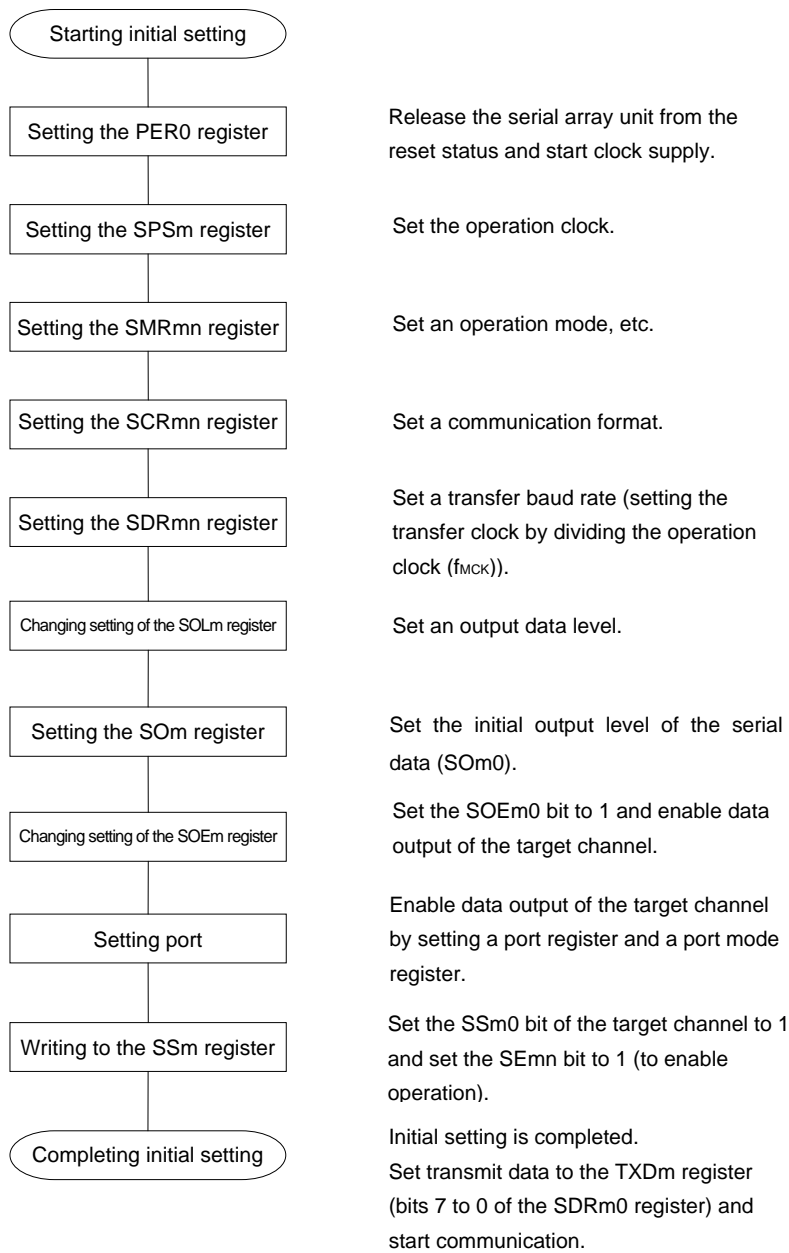 Starting initial setting
Setting the PER0 register
Release the serial array unit from the
reset status and start clock supply.
Setting the SPSm register
Set the operation clock.
Setting the SMRmn register
Set an operation mode, etc.
Setting the SCRmn register
Set a communication format.
Setting the SDRmn register
Set a transfer baud rate (setting the
transfer clock by dividing the operation
clock (fMCK)).
Changing setting of the SOLm register
Set an output data level.
Setting the SOm register
Set the initial output level of the serial
data (SOm0).
Changing setting of the SOEm register
Set the SOEm0 bit to 1 and enable data
output of the target channel.
Setting port
Enable data output of the target channel
by setting a port register and a port mode
register.
Writing to the SSm register
Set the SSm0 bit of the target channel to 1
and set the SEmn bit to 1 (to enable
operation).
Completing initial setting
Initial setting is completed.
Set transmit data to the TXDm register
(bits 7 to 0 of the SDRm0 register) and
start communication.